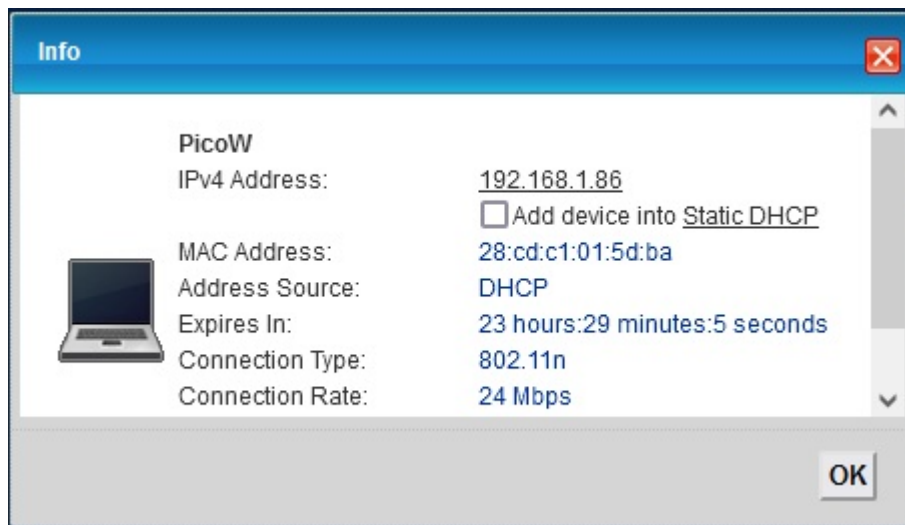 Info
PicoW
IPv4 Address: 192.168.1.86
Add device into Static DHCP
MAC Address: 28:cd:c1:01:5d:ba
Address Source: DHCP
Expires In: 23 hours:29 minutes:5 seconds
Connection Type: 802.11n
Connection Rate: 24 Mbps
OK